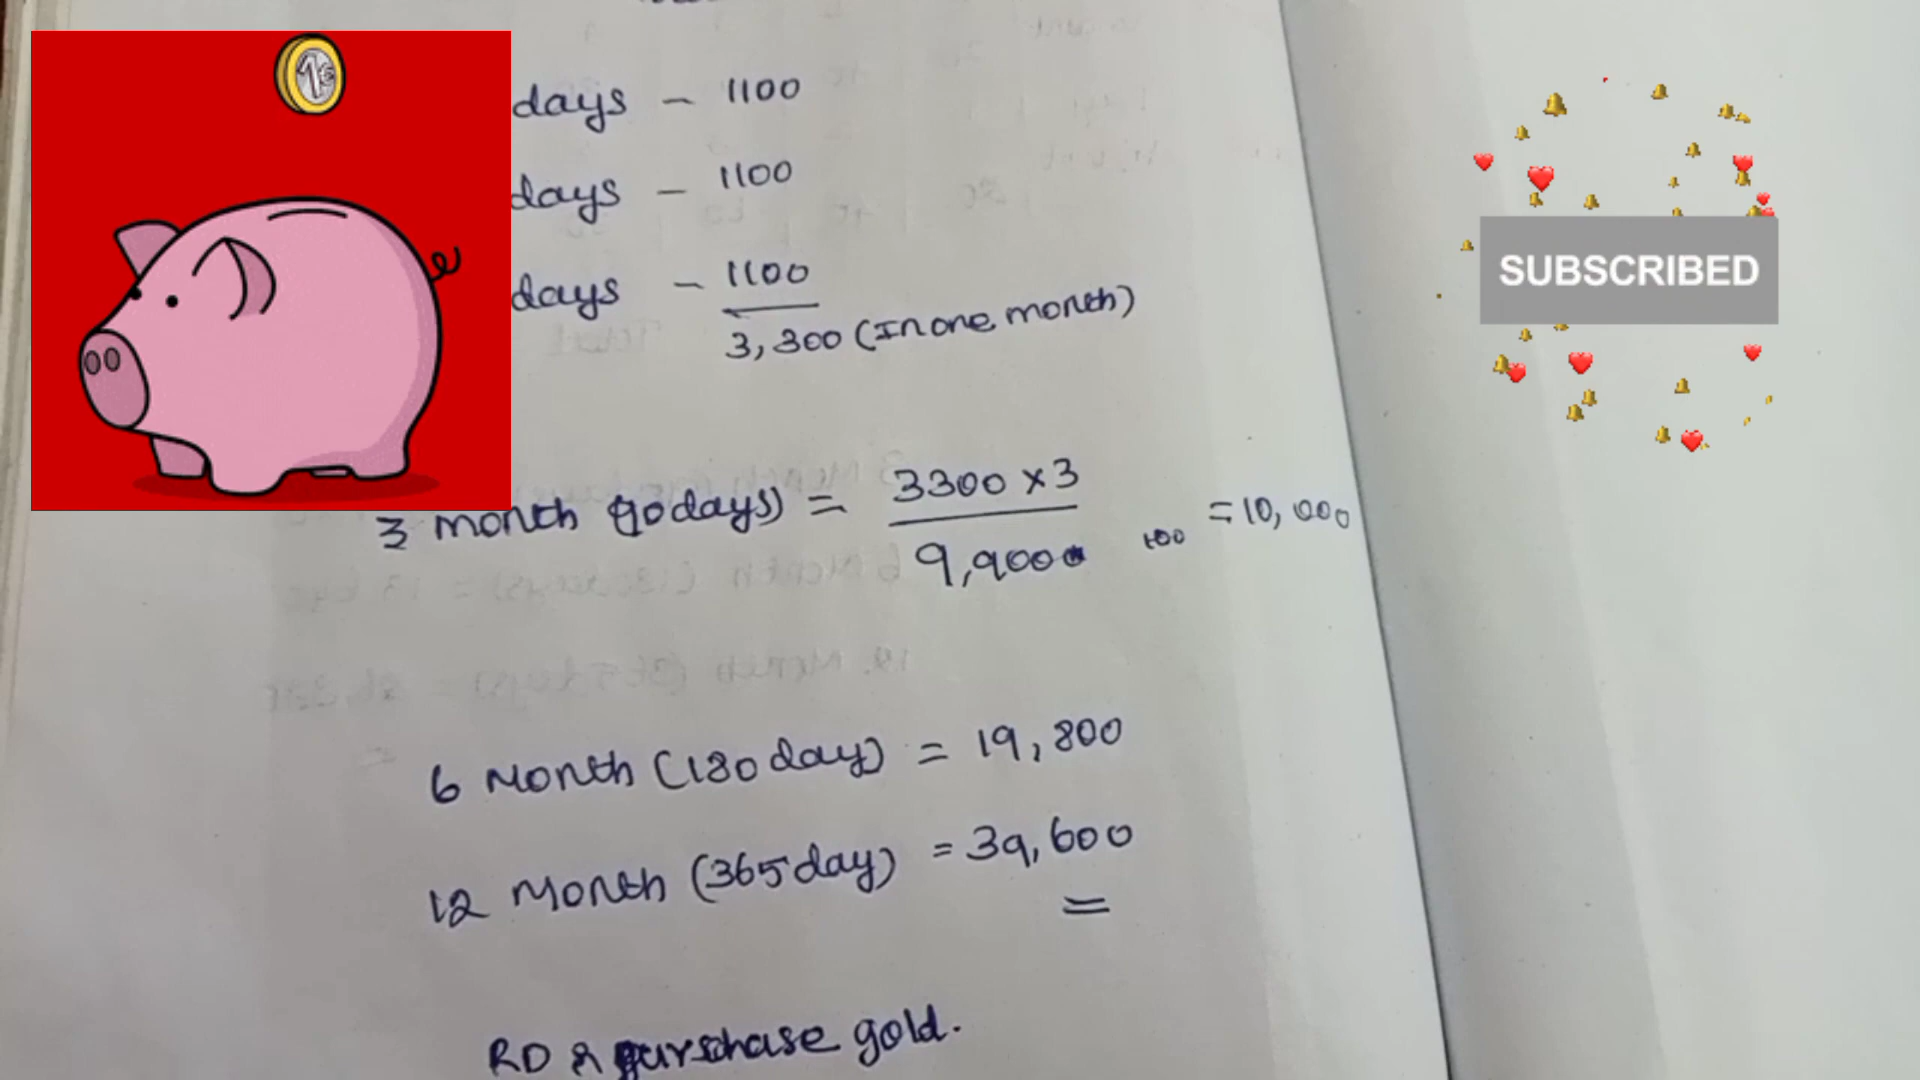 days - 1100
days - 1100
days - 1100
3,300 (In one month)
SUBSCRIBED
3 month (90days) = 3300 x 3
9,900 100 = 10,000
6 Month (180 day) = 19,800
12 Month (365 day) = 39,600
=
RD & purschase gold.